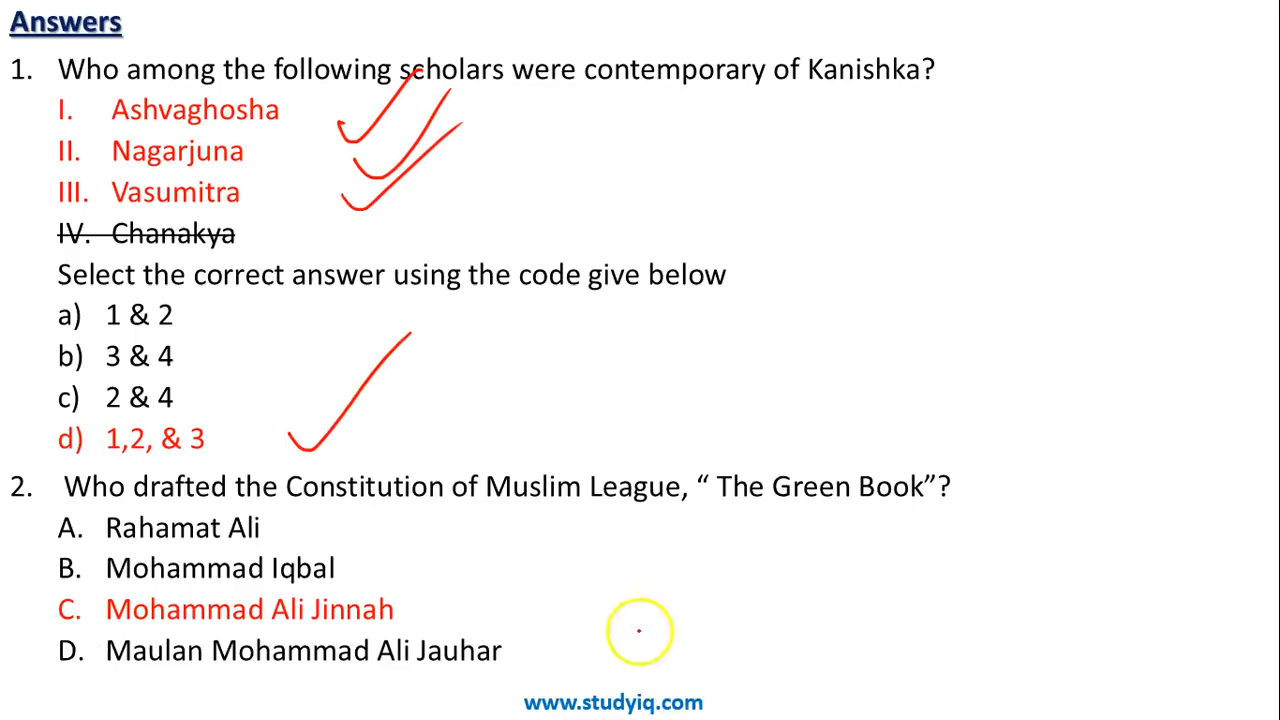 Answers
1. Who among the following scholars were contemporary of Kanishka?
I. Ashvaghosha
II. Nagarjuna
III. Vasumitra
IV. Chanakya
Select the correct answer using the code give below
a) 1 & 2
b) 3 & 4
c) 2 & 4
d) 1,2, & 3
2. Who drafted the Constitution of Muslim League, “ The Green Book”?
A. Rahamat Ali
B. Mohammad Iqbal
C. Mohammad Ali Jinnah
D. Maulan Mohammad Ali Jauhar
www.studyiq.com